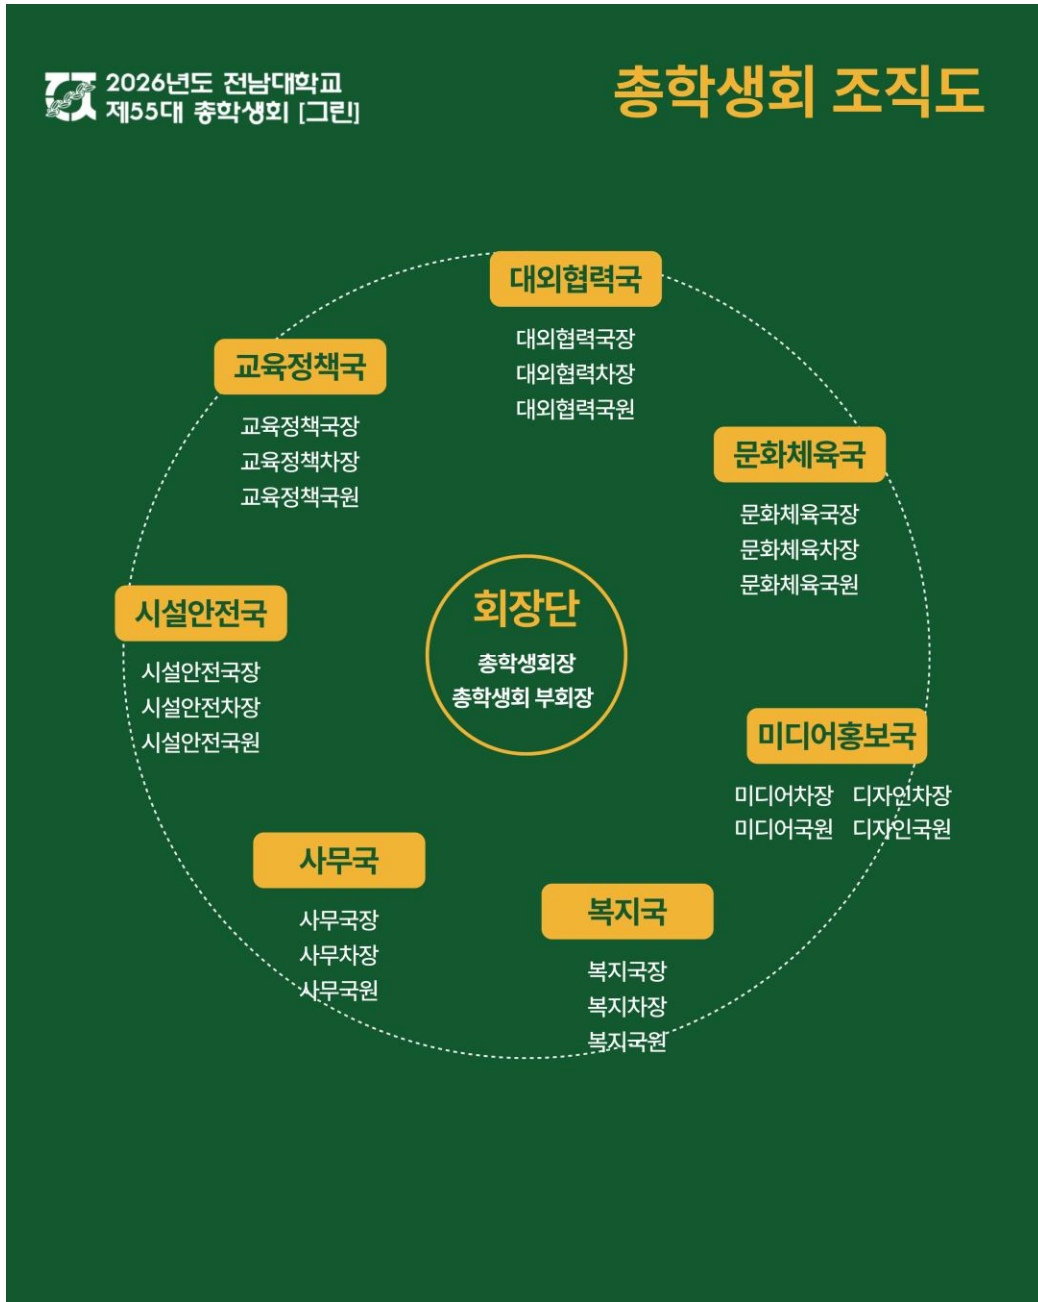 2026년도 전남대학교
제55대 총학생회 [그린]
총학생회 조직도
대외협력국
대외협력국장
대외협력차장
대외협력국원
교육정책국
교육정책국장
교육정책차장
교육정책국원
문화체육국
문화체육국장
문화체육차장
문화체육국원
회장단
총학생회장
총학생회 부회장
시설안전국
시설안전국장
시설안전차장
시설안전국원
미디어홍보국
미디어차장 디자인차장
미디어국원 디자인국원
사무국
사무국장
사무차장
사무국원
복지국
복지국장
복지차장
복지국원